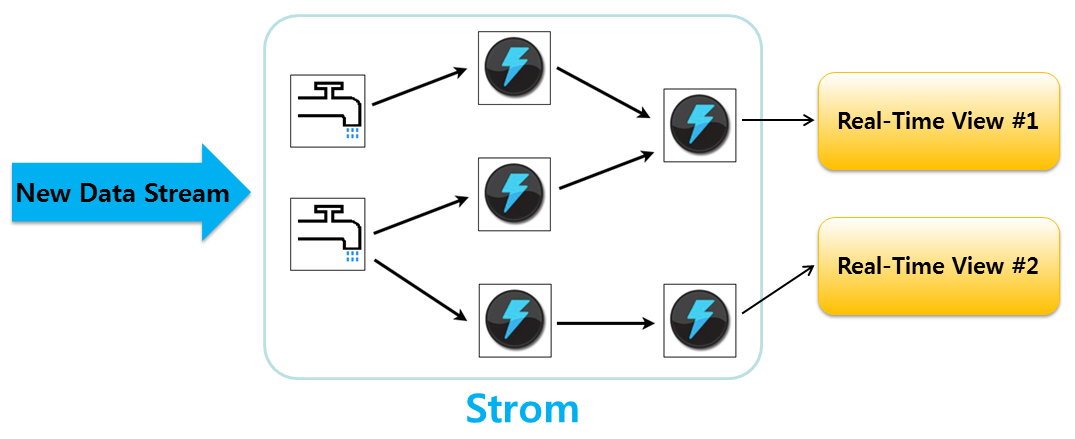 New Data Stream
Real-Time View #1
Real-Time View #2
Strom